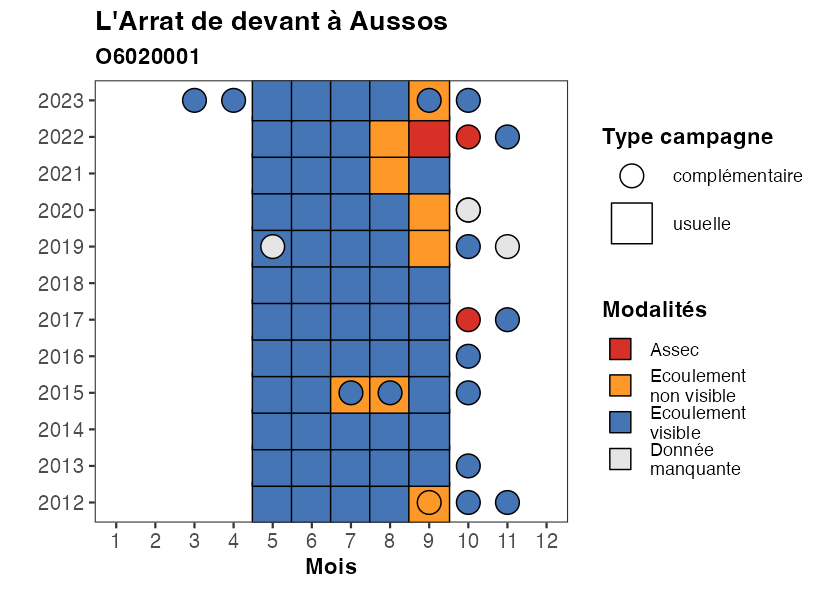 L'Arrat de devant à Aussos
O6020001
2023
2022
2021
2020
2019
2018
2017
2016
2015
2014
2013
2012
1 2 3 4 5 6 7 8 9 10 11 12
Mois
Type campagne
complémentaire
usuelle
Modalités
Assec
Ecoulement
non visible
Ecoulement
visible
Donnée
manquante